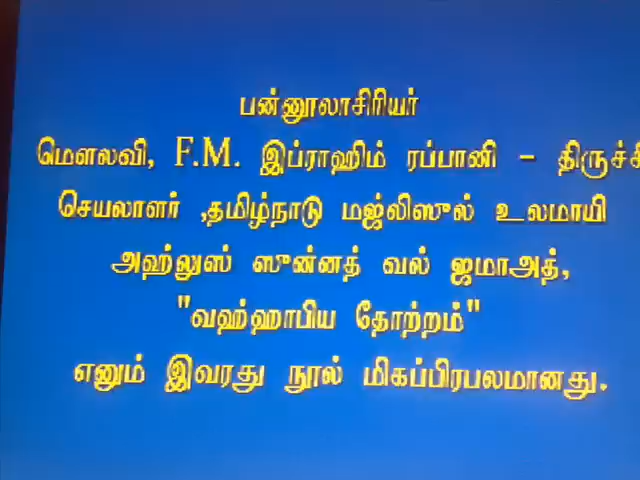 பன்னூலாசிரியர்
மௌலவி, F.M. இப்ராஹிம் ரப்பானி – திருச்சி
செயலாளர் ,தமிழ்நாடு மஜ்லிஸுல் உலமாயி
அஹ்லுஸ் ஸுன்னத் வல் ஜமாஅத்,
"வஹ்ஹாபிய தோற்றம்"
எனும் இவரது நூல் மிகப்பிரபலமானது.